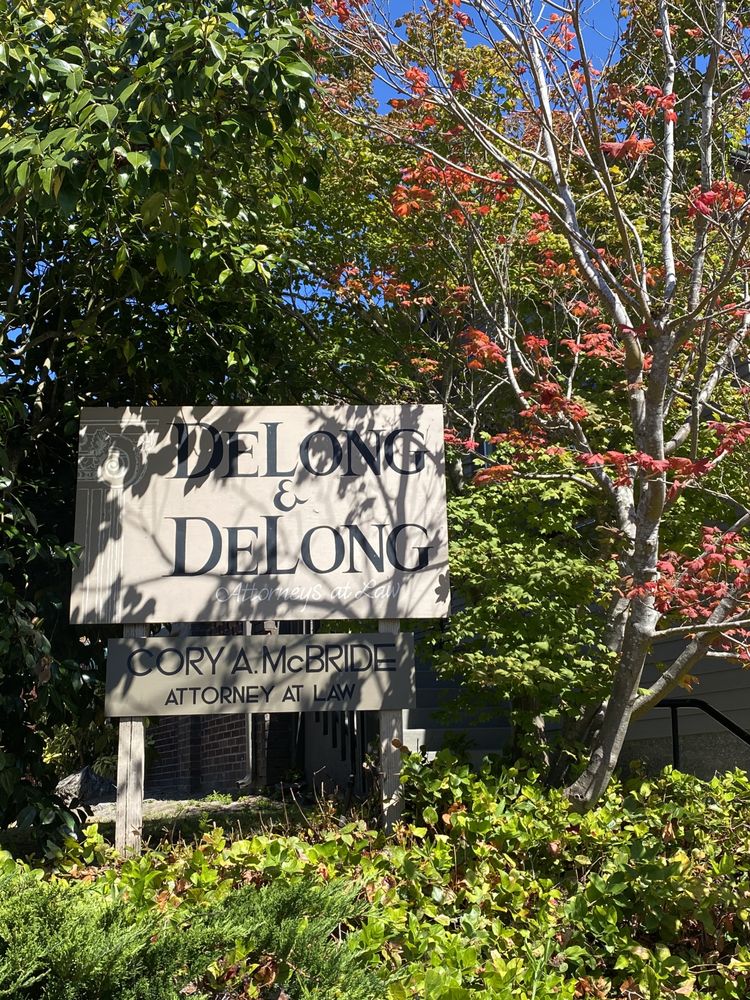 DELONG
&
DELONG
Attorneys at Law
CORY A. McBRIDE
ATTORNEY AT LAW